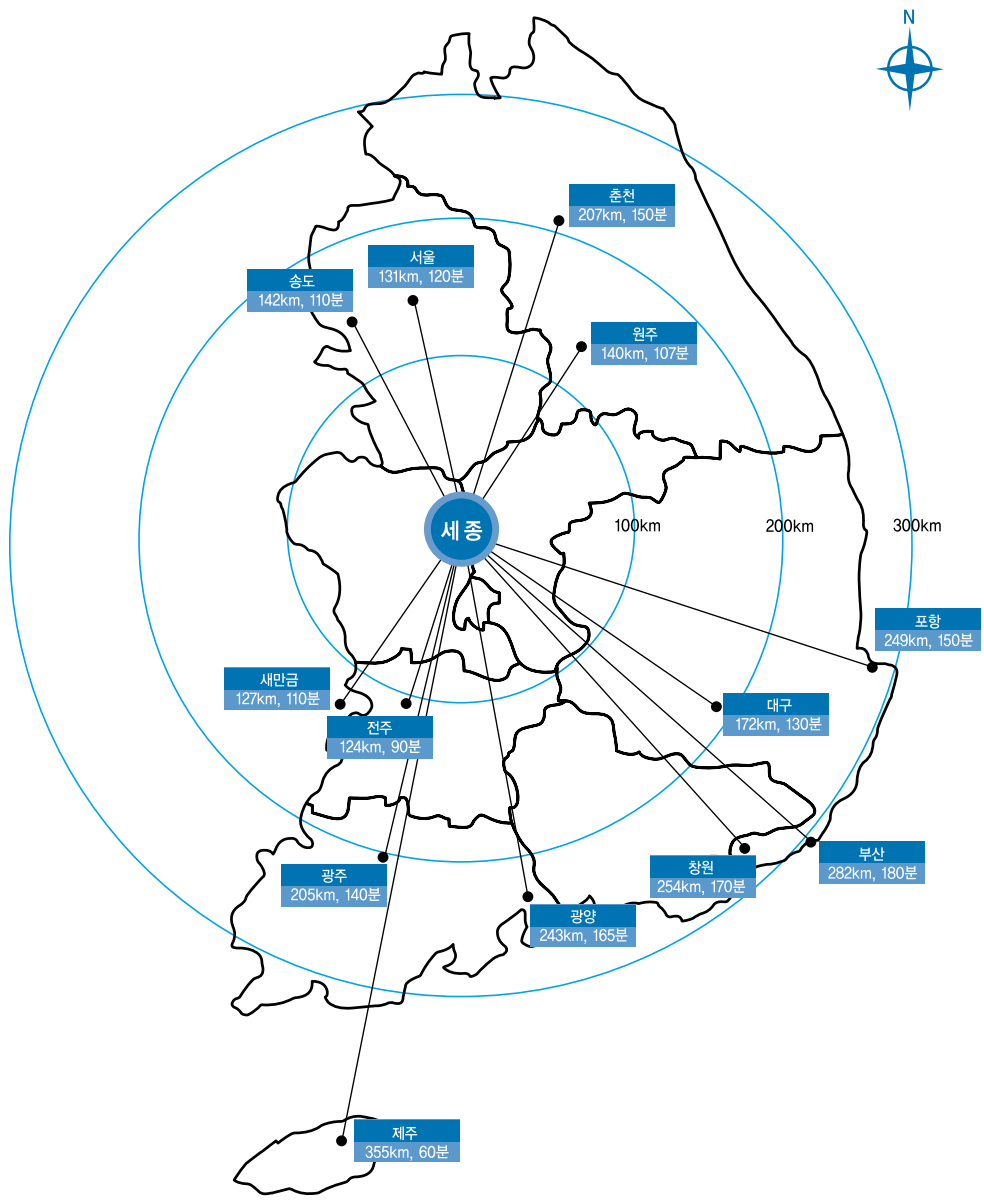 N
춘천
207km, 150분
서울
131km, 120분
송도
142km, 110분
원주
140km, 107분
세종
100km
200km
300km
포항
249km, 150분
새만금
127km, 110분
전주
124km, 90분
대구
172km, 130분
광주
205km, 140분
창원
254km, 170분
부산
282km, 180분
광양
243km, 165분
제주
355km, 60분